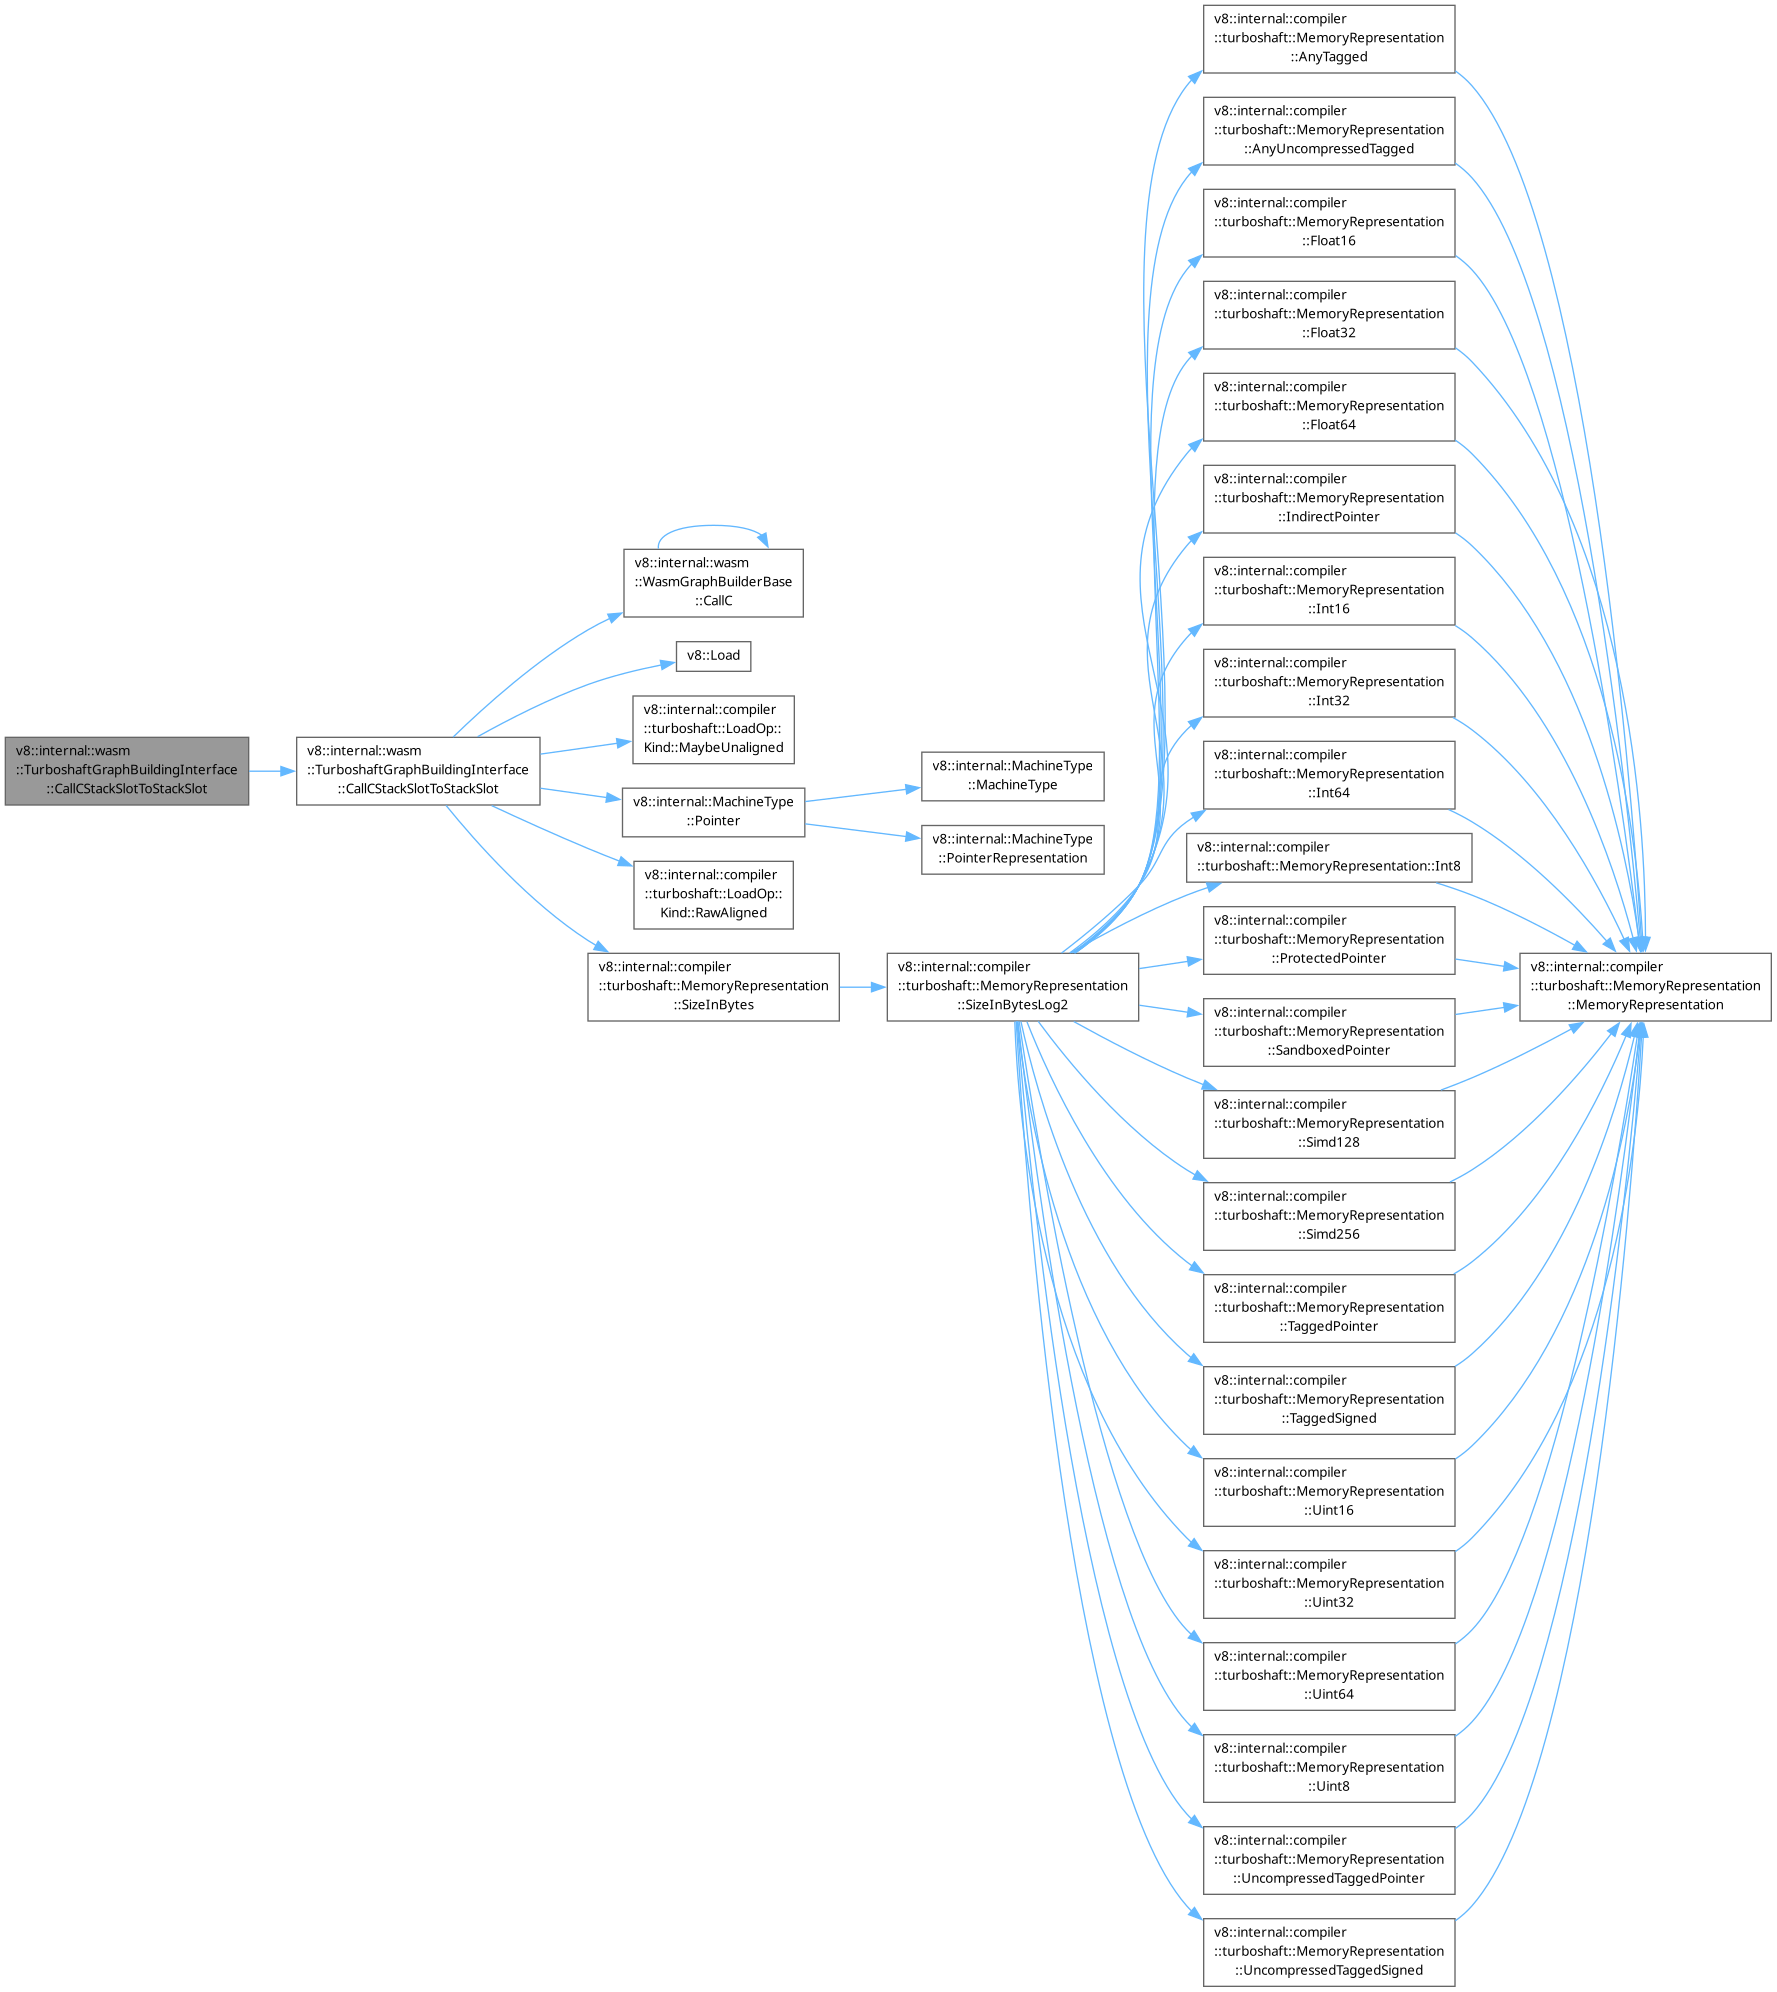 v8::internal::wasm
::TurboshaftGraphBuildingInterface
::CallCStackSlotToStackSlot
v8::internal::wasm
::TurboshaftGraphBuildingInterface
::CallCStackSlotToStackSlot
v8::internal::wasm
::WasmGraphBuilderBase
::CallC
v8::Load
v8::internal::compiler
::turboshaft::LoadOp::
Kind::MaybeUnaligned
v8::internal::MachineType
::Pointer
v8::internal::MachineType
::MachineType
v8::internal::MachineType
::PointerRepresentation
v8::internal::compiler
::turboshaft::LoadOp::
Kind::RawAligned
v8::internal::compiler
::turboshaft::MemoryRepresentation
::SizeInBytes
v8::internal::compiler
::turboshaft::MemoryRepresentation
::SizeInBytesLog2
v8::internal::compiler
::turboshaft::MemoryRepresentation
::AnyTagged
v8::internal::compiler
::turboshaft::MemoryRepresentation
::AnyUncompressedTagged
v8::internal::compiler
::turboshaft::MemoryRepresentation
::Float16
v8::internal::compiler
::turboshaft::MemoryRepresentation
::Float32
v8::internal::compiler
::turboshaft::MemoryRepresentation
::Float64
v8::internal::compiler
::turboshaft::MemoryRepresentation
::IndirectPointer
v8::internal::compiler
::turboshaft::MemoryRepresentation
::Int16
v8::internal::compiler
::turboshaft::MemoryRepresentation
::Int32
v8::internal::compiler
::turboshaft::MemoryRepresentation
::Int64
v8::internal::compiler
::turboshaft::MemoryRepresentation::Int8
v8::internal::compiler
::turboshaft::MemoryRepresentation
::ProtectedPointer
v8::internal::compiler
::turboshaft::MemoryRepresentation
::SandboxedPointer
v8::internal::compiler
::turboshaft::MemoryRepresentation
::Simd128
v8::internal::compiler
::turboshaft::MemoryRepresentation
::Simd256
v8::internal::compiler
::turboshaft::MemoryRepresentation
::TaggedPointer
v8::internal::compiler
::turboshaft::MemoryRepresentation
::TaggedSigned
v8::internal::compiler
::turboshaft::MemoryRepresentation
::Uint16
v8::internal::compiler
::turboshaft::MemoryRepresentation
::Uint32
v8::internal::compiler
::turboshaft::MemoryRepresentation
::Uint64
v8::internal::compiler
::turboshaft::MemoryRepresentation
::Uint8
v8::internal::compiler
::turboshaft::MemoryRepresentation
::UncompressedTaggedPointer
v8::internal::compiler
::turboshaft::MemoryRepresentation
::UncompressedTaggedSigned
v8::internal::compiler
::turboshaft::MemoryRepresentation
::MemoryRepresentation